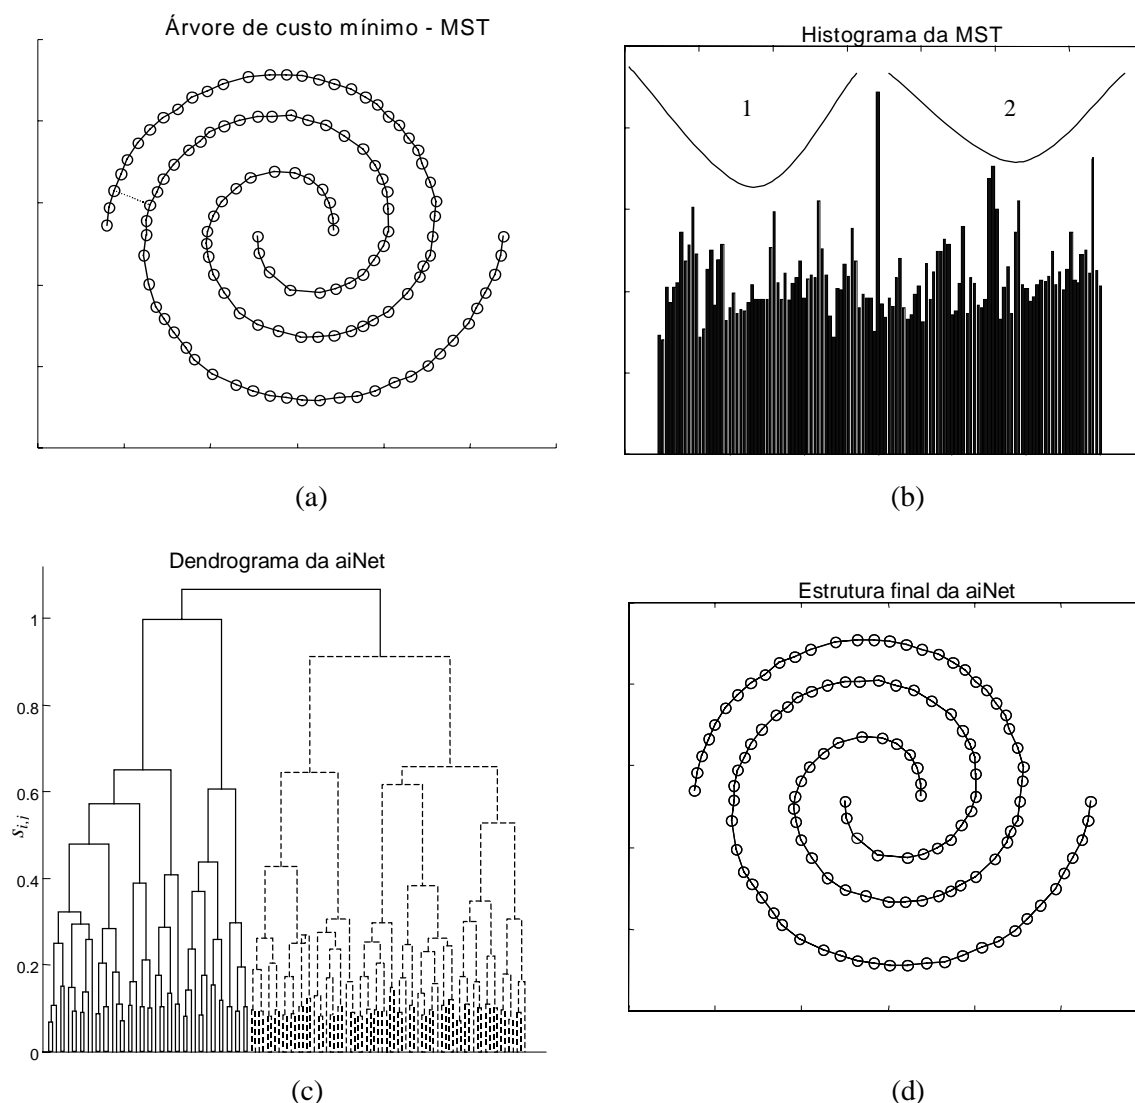 Árvore de custo mínimo - MST
Histograma da MST
1
2
(a)
(b)
Dendrograma da aiNet
1
0.8
0.6
0.4
0.2
0
s_{i,j}
Estrutura final da aiNet
(c)
(d)